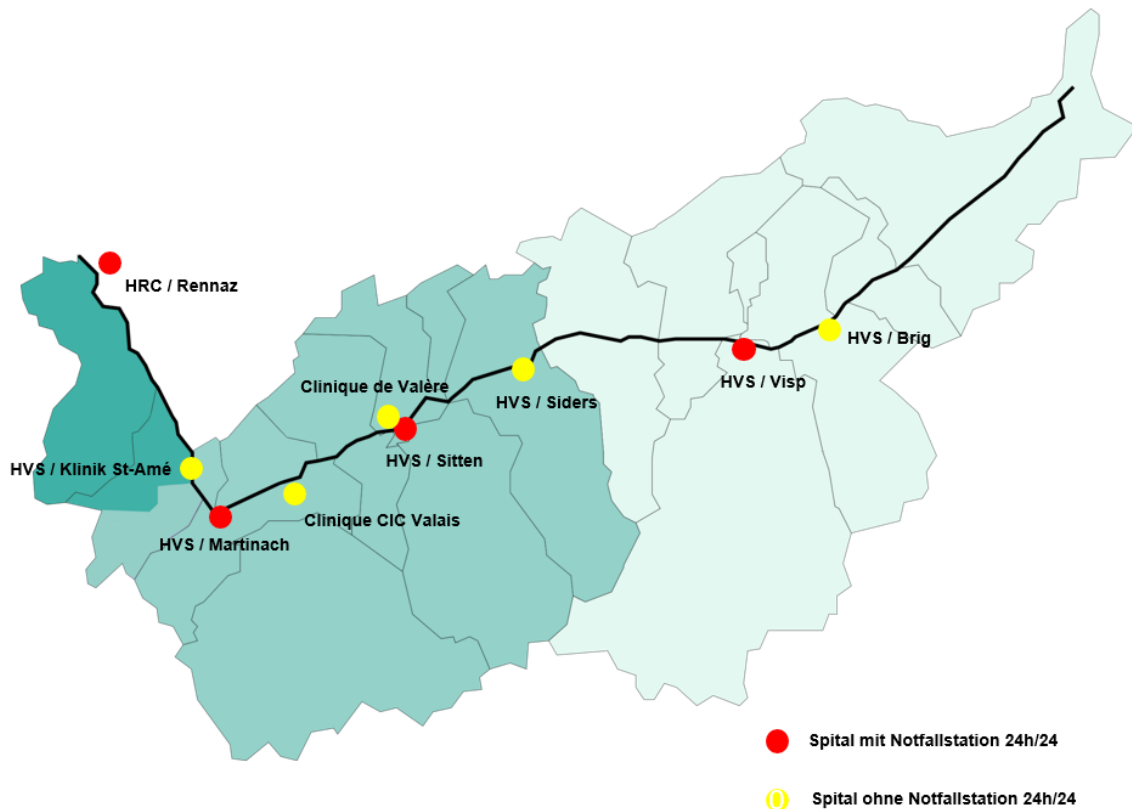 HRC / Rennaz
HVS / Brig
HVS / Visp
Clinique de Valère
HVS / Siders
HVS / Sitten
HVS / Klinik St-Amé
Clinique CIC Valais
HVS / Martinach
Spital mit Notfallstation 24h/24
Spital ohne Notfallstation 24h/24